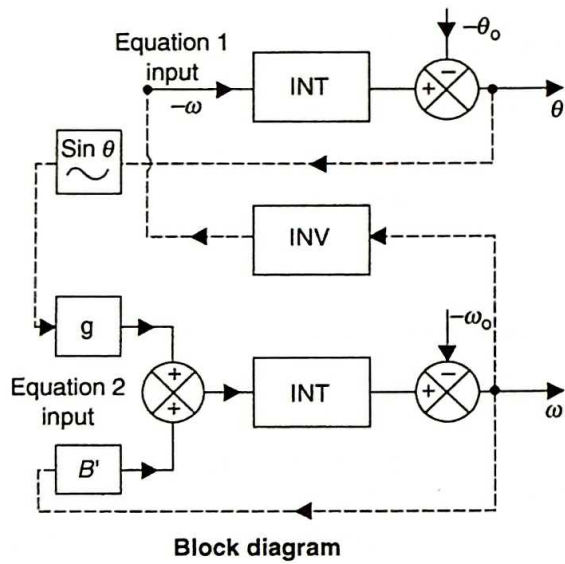 −θo
Equation 1
input
INT
−
+
−ω
θ
Sin θ
INV
−ωo
g
−
Equation 2
input
+
+
INT
+
ω
B'
Block diagram